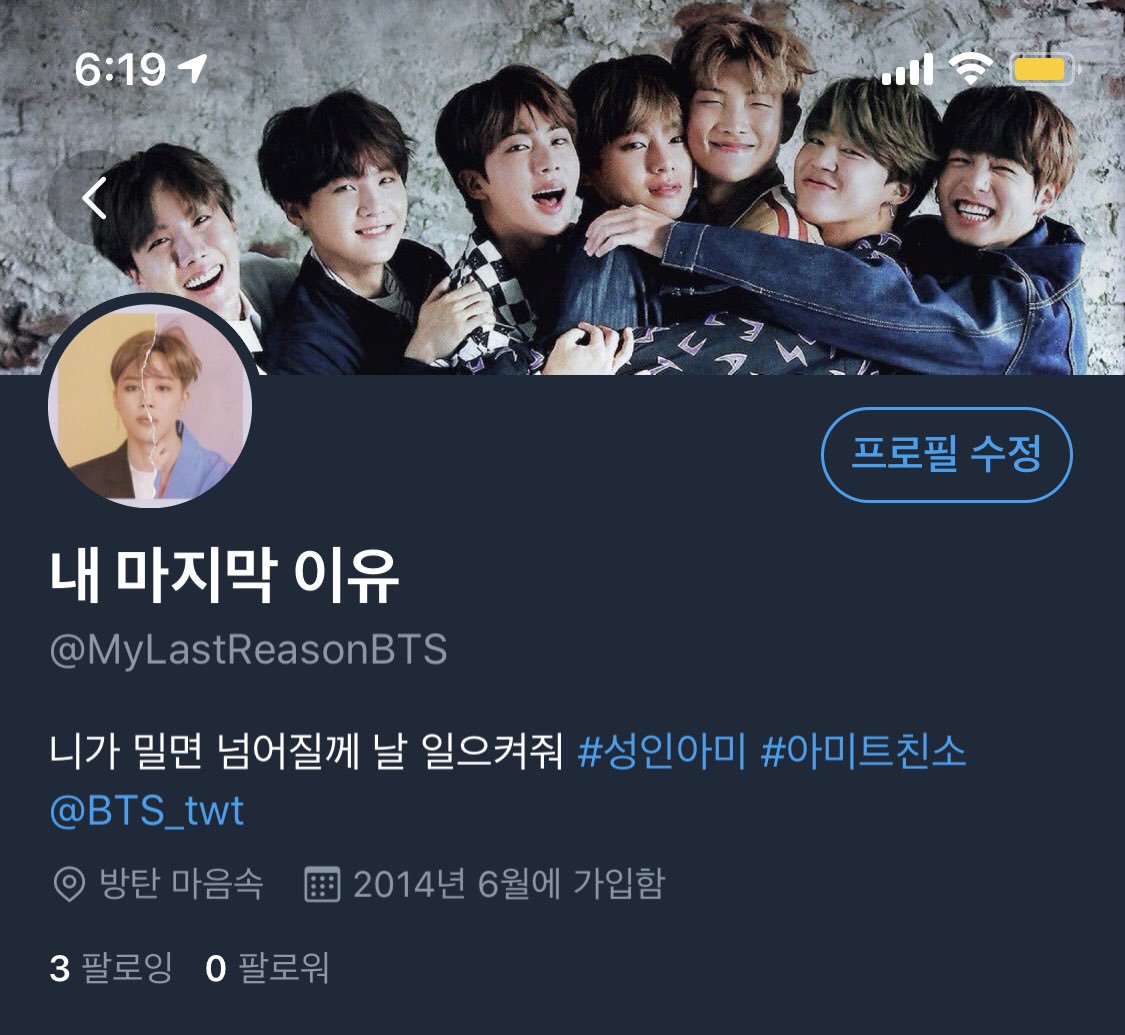 6:19
프로필 수정
내 마지막 이유
@MyLastReasonBTS
니가 밀면 넘어질께 날 일으켜줘 #성인아미 #아미트친소
@BTS_twt
방탄 마음속 2014년 6월에 가입함
3 팔로잉 0 팔로워